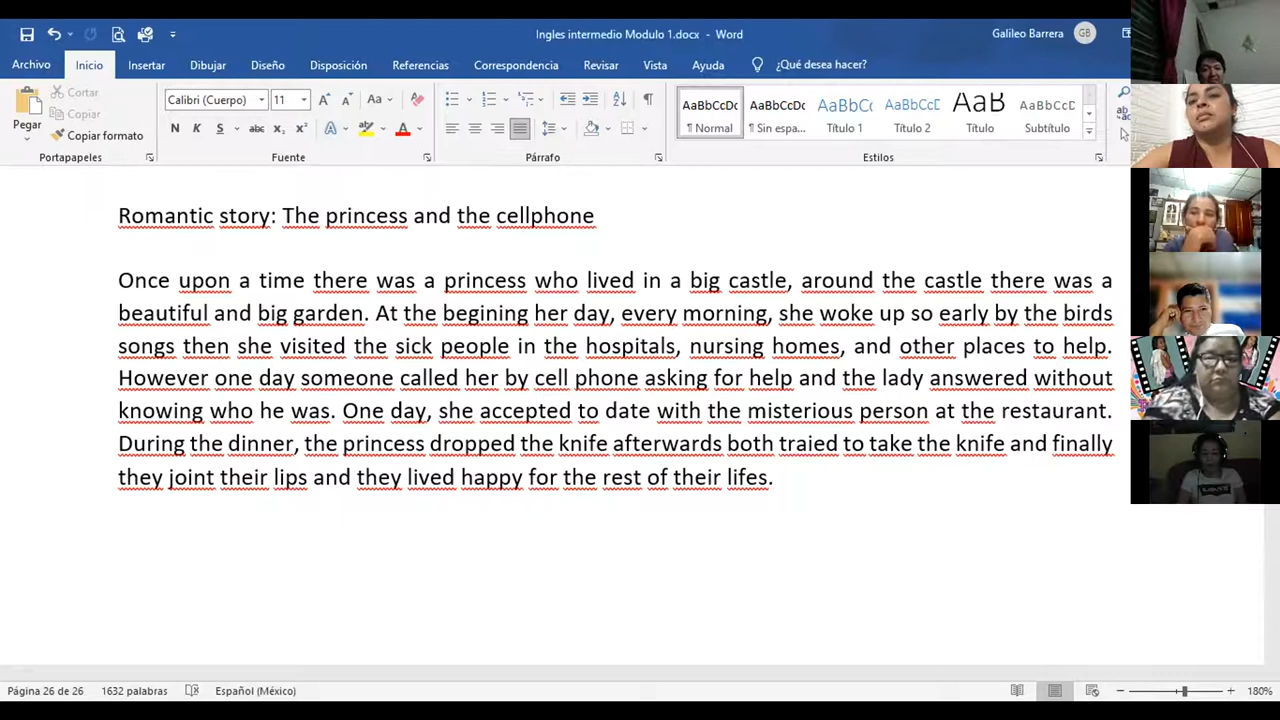 Ingles intermedio Modulo 1.docx - Word
Galileo Barrera GB
Archivo Inicio Insertar Dibujar Diseño Disposición Referencias Correspondencia Revisar Vista Ayuda ¿Qué desea hacer?
Pegar
Cortar
Copiar
Copiar formato
Portapapeles
Calibri (Cuerpo) 11 Aa
N K S abc x₂ x² A A
Fuente
Párrafo
AaBbCcDc AaBbCcDc AaBbCc AaBbCcD AaB AaBbCcD
¶ Normal ¶ Sin espa... Título 1 Título 2 Título Subtítulo
Estilos
Romantic story: The princess and the cellphone
Once upon a time there was a princess who lived in a big castle, around the castle there was a
beautiful and big garden. At the begining her day, every morning, she woke up so early by the birds
songs then she visited the sick people in the hospitals, nursing homes, and other places to help.
However one day someone called her by cell phone asking for help and the lady answered without
knowing who he was. One day, she accepted to date with the misterious person at the restaurant.
During the dinner, the princess dropped the knife afterwards both traied to take the knife and finally
they joint their lips and they lived happy for the rest of their lifes.
Página 26 de 26 1632 palabras Español (México) 180%